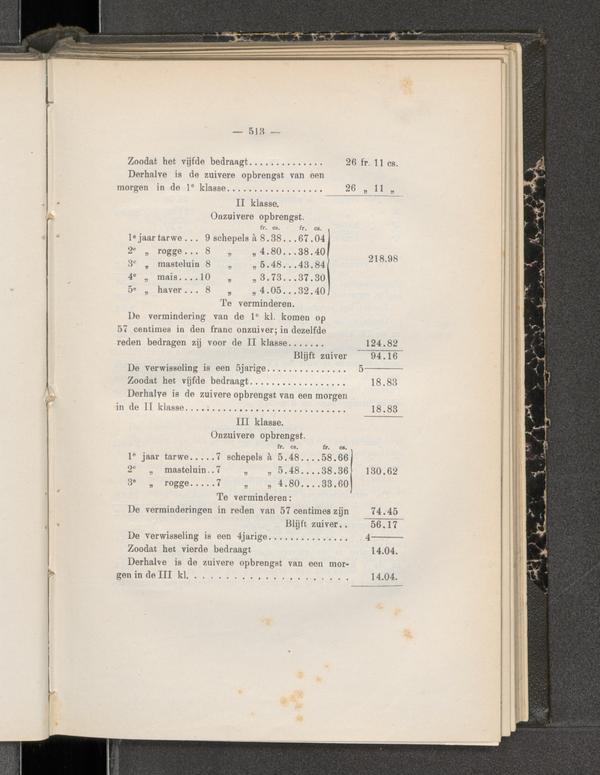 — 513 —
Zoodat het vijfde bedraagt.............. 26 fr. 11 cs.
Derhalve is de zuivere opbrengst van een
morgen in de 1e klasse.................. 26 „ 11 „
II klasse.
Onzuivere opbrengst.
fr. cs. fr. cs.
1e jaar tarwe... 9 schepels à 8.38...67.04
2e „ rogge... 8 „ „ 4.80...38.40
3e „ masteluin 8 „ „ 5.48...43.84 218.98
4e „ mais....10 „ „ 3.73...37.30
5e „ haver... 8 „ „ 4.05...32.40
Te verminderen.
De vermindering van de 1e kl. komen op
57 centimes in den franc onzuiver; in dezelfde
reden bedragen zij voor de II klasse....... 124.82
Blijft zuiver 94.16
De verwisseling is een 5jarige............... 5———
Zoodat het vijfde bedraagt................. 18.83
Derhalve is de zuivere opbrengst van een morgen
in de II klasse............................. 18.83
III klasse.
Onzuivere opbrengst.
fr. cs. fr. cs.
1e jaar tarwe.....7 schepels à 5.48....58.66
2e „ masteluin..7 „ „ 5.48....38.36 130.62
3e „ rogge.....7 „ „ 4.80....33.60
Te verminderen:
De verminderingen in reden van 57 centimes zijn 74.45
Blijft zuiver.. 56.17
De verwisseling is een 4jarige............... 4———
Zoodat het vierde bedraagt 14.04.
Derhalve is de zuivere opbrengst van een mor-
gen in de III kl. . . . . . . . . . . . . . . . . . . . . . 14.04.